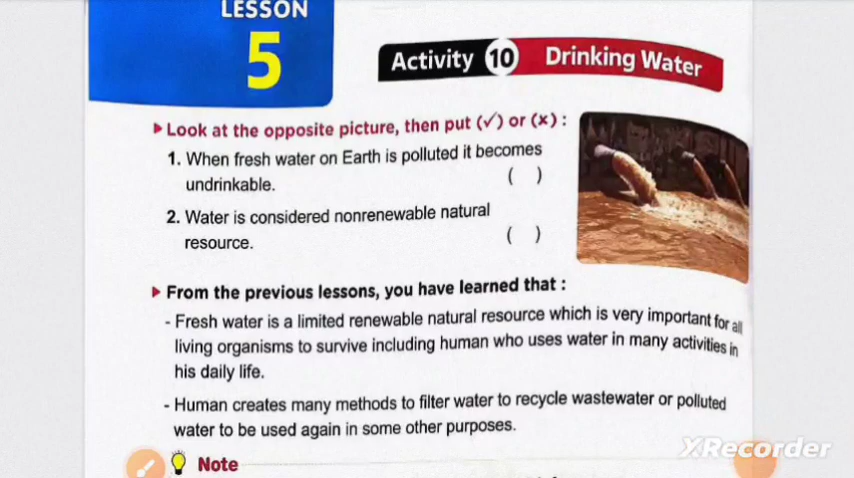 LESSON
5
Activity 10 Drinking Water
Look at the opposite picture, then put (✓) or (×) :
1. When fresh water on Earth is polluted it becomes
undrinkable. ( )
2. Water is considered nonrenewable natural
resource. ( )
From the previous lessons, you have learned that :
- Fresh water is a limited renewable natural resource which is very important for all
living organisms to survive including human who uses water in many activities in
his daily life.
- Human creates many methods to filter water to recycle wastewater or polluted
water to be used again in some other purposes.
XRecorder
Note